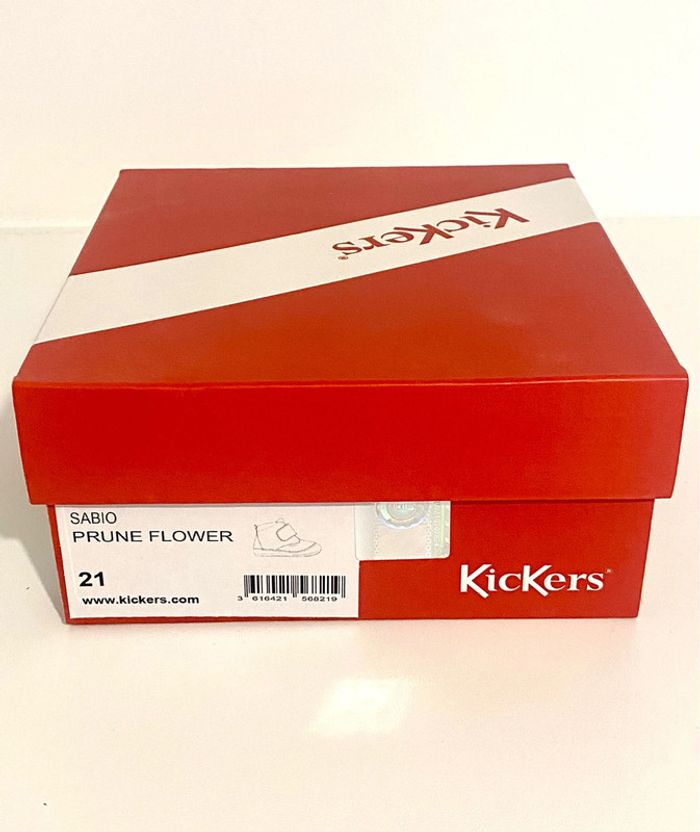 Kickers®
SABIO
PRUNE FLOWER
21
www.kickers.com
3 616421 568219
KicKers®